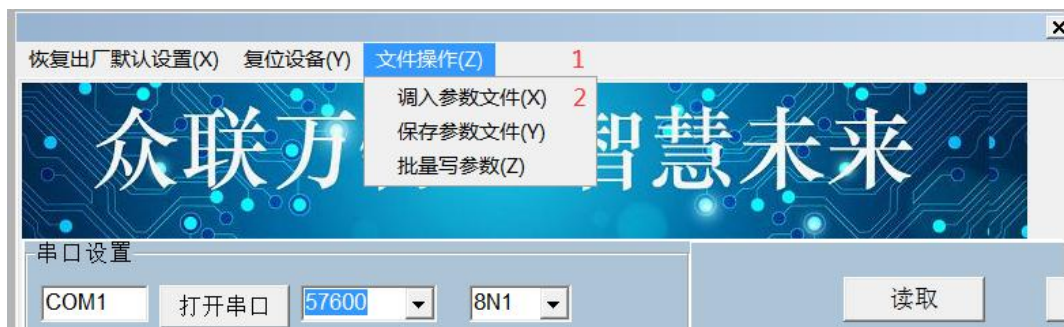 恢复出厂默认设置(X) 复位设备(Y) 文件操作(Z) 1
调入参数文件(X) 2
保存参数文件(Y)
批量写参数(Z)
众联万 智慧未来
串口设置
COM1 打开串口 57600 8N1 读取